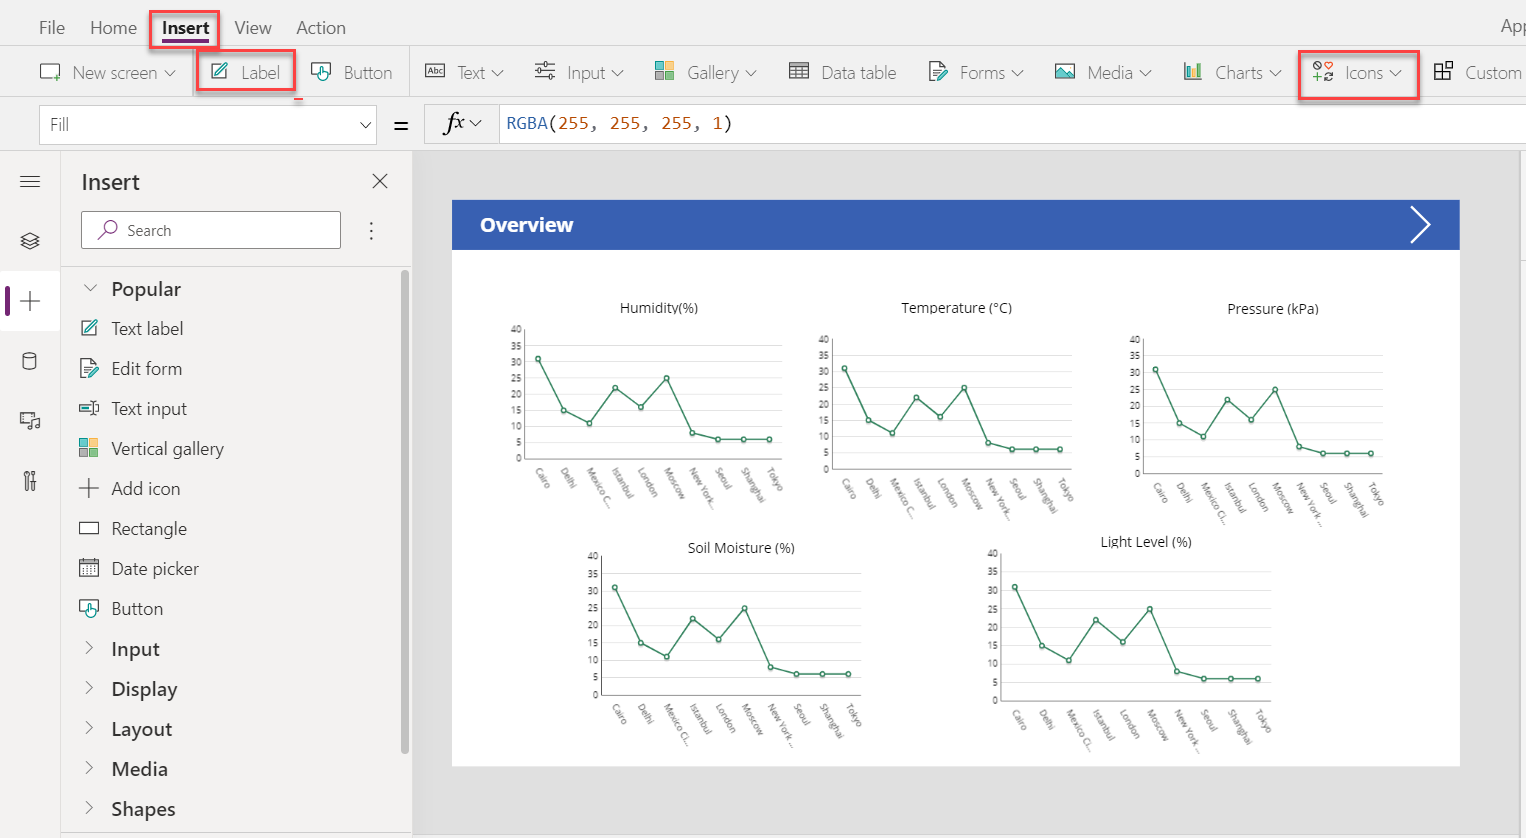 File Home Insert View Action App
New screen Label Button Abc Text Input Gallery Data table Forms Media Charts Icons Custom
Fill = fx RGBA(255, 255, 255, 1)
Insert
Search
Popular
Text label
Edit form
Text input
Vertical gallery
Add icon
Rectangle
Date picker
Button
Input
Display
Layout
Media
Shapes
Overview
Humidity(%)
40
35
30
25
20
15
10
5
0
Cairo Delhi Mexico C... Istanbul London Moscow New York... Seoul Shanghai Tokyo
Temperature (°C)
40
35
30
25
20
15
10
5
0
Cairo Delhi Mexico C... Istanbul London Moscow New York... Seoul Shanghai Tokyo
Pressure (kPa)
40
35
30
25
20
15
10
5
0
Cairo Delhi Mexico Ci... Istanbul London Moscow New York ... Seoul Shanghai Tokyo
Soil Moisture (%)
40
35
30
25
20
15
10
5
0
Cairo Delhi Mexico Ci... Istanbul London Moscow New York ... Seoul Shanghai Tokyo
Light Level (%)
40
35
30
25
20
15
10
5
0
Cairo Delhi Mexico Ci... Istanbul London Moscow New York ... Seoul Shanghai Tokyo